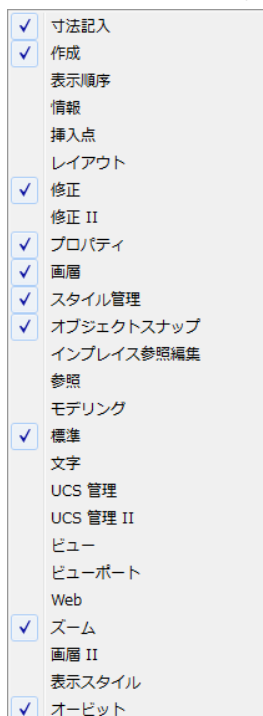 寸法記入
作成
表示順序
情報
挿入点
レイアウト
修正
修正 II
プロパティ
画層
スタイル管理
オブジェクトスナップ
インプレイス参照編集
参照
モデリング
標準
文字
UCS 管理
UCS 管理 II
ビュー
ビューポート
Web
ズーム
画層 II
表示スタイル
オービット